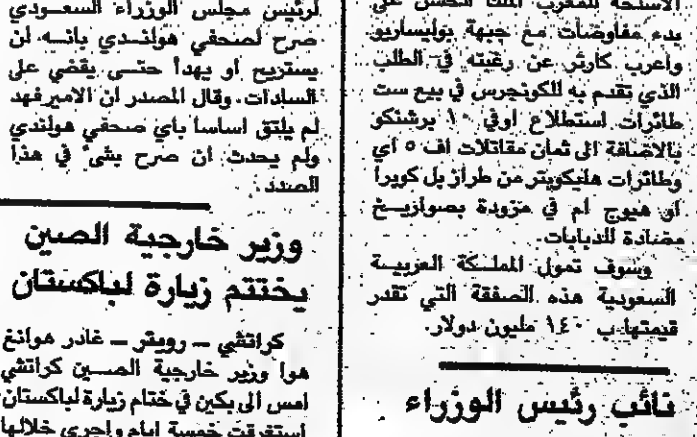 الاسلحة للمغرب الملك الحسن على
بدء مفاوضات مع جبهة بوليساريو
واعرب كارتر عن رغبته في الطلب
الذي تقدم به للكونجرس في بيع ست
طائرات استطلاع اوفي ١٠ برشنكو
بالاضافة الى ثمان مقاتلات اف ٥ اي
وطائرات هليكوبتر من طراز بل كوبرا
او هيوج ام في مزودة بصواريخ
مضادة للدبابات.
وسوف تمول المملكة العربية
السعودية هذه الصفقة التي تقدر
قيمتها ب ١٤٠ مليون دولار.
نائب رئيس الوزراء
لرئيس مجلس الوزراء السعودي
صرح لصحفي هولندي بانه لن
يستريح او يهدأ حتى يقضي على
السادات. وقال المصدر ان الامير فهد
لم يلتق اساسا باي صحفي هولندي
ولم يحدث ان صرح بشئ في هذا
الصدد.
وزير خارجية الصين
يختتم زيارة لباكستان
كراتشي – رويتر – غادر هوانغ
هوا وزير خارجية الصين كراتشي
امس الى بكين في ختام زيارة لباكستان
استغرقت خمسة ايام واجرى خلالها